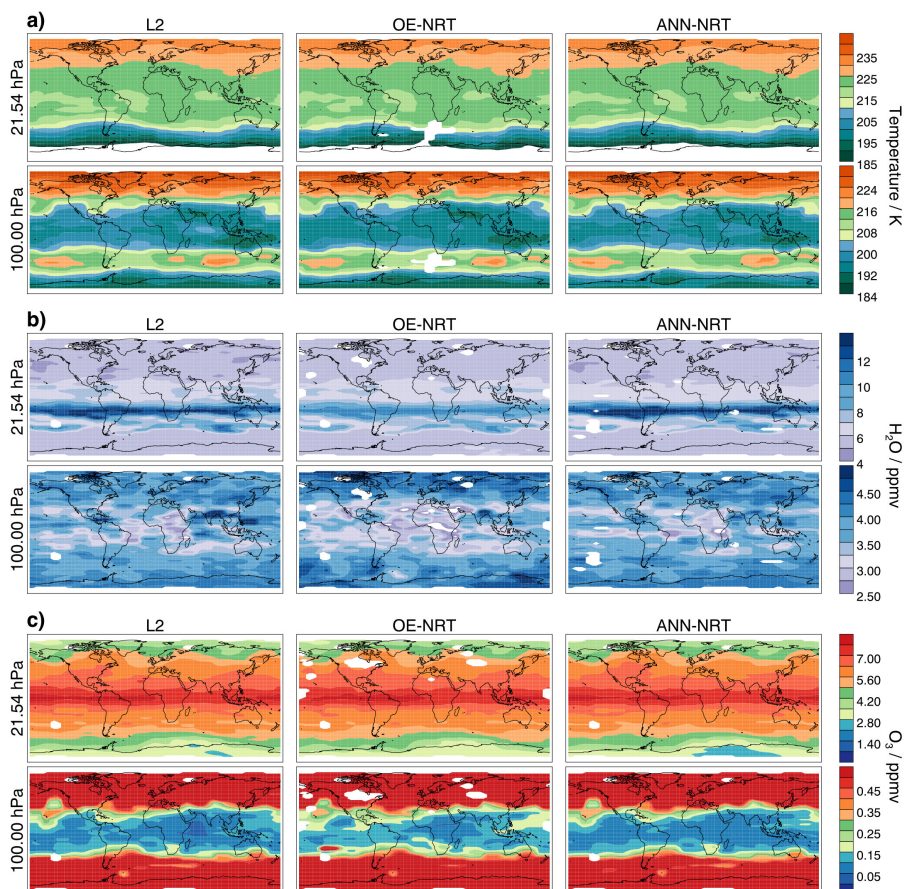 a)
L2 OE-NRT ANN-NRT
21.54 hPa
100.00 hPa
235
225
215
205
195
185
224
216
208
200
192
184
Temperature / K
b)
L2 OE-NRT ANN-NRT
21.54 hPa
100.00 hPa
12
10
8
6
4
4.50
4.00
3.50
3.00
2.50
H₂O / ppmv
c)
L2 OE-NRT ANN-NRT
21.54 hPa
100.00 hPa
7.00
5.60
4.20
2.80
1.40
0.45
0.35
0.25
0.15
0.05
O₃ / ppmv